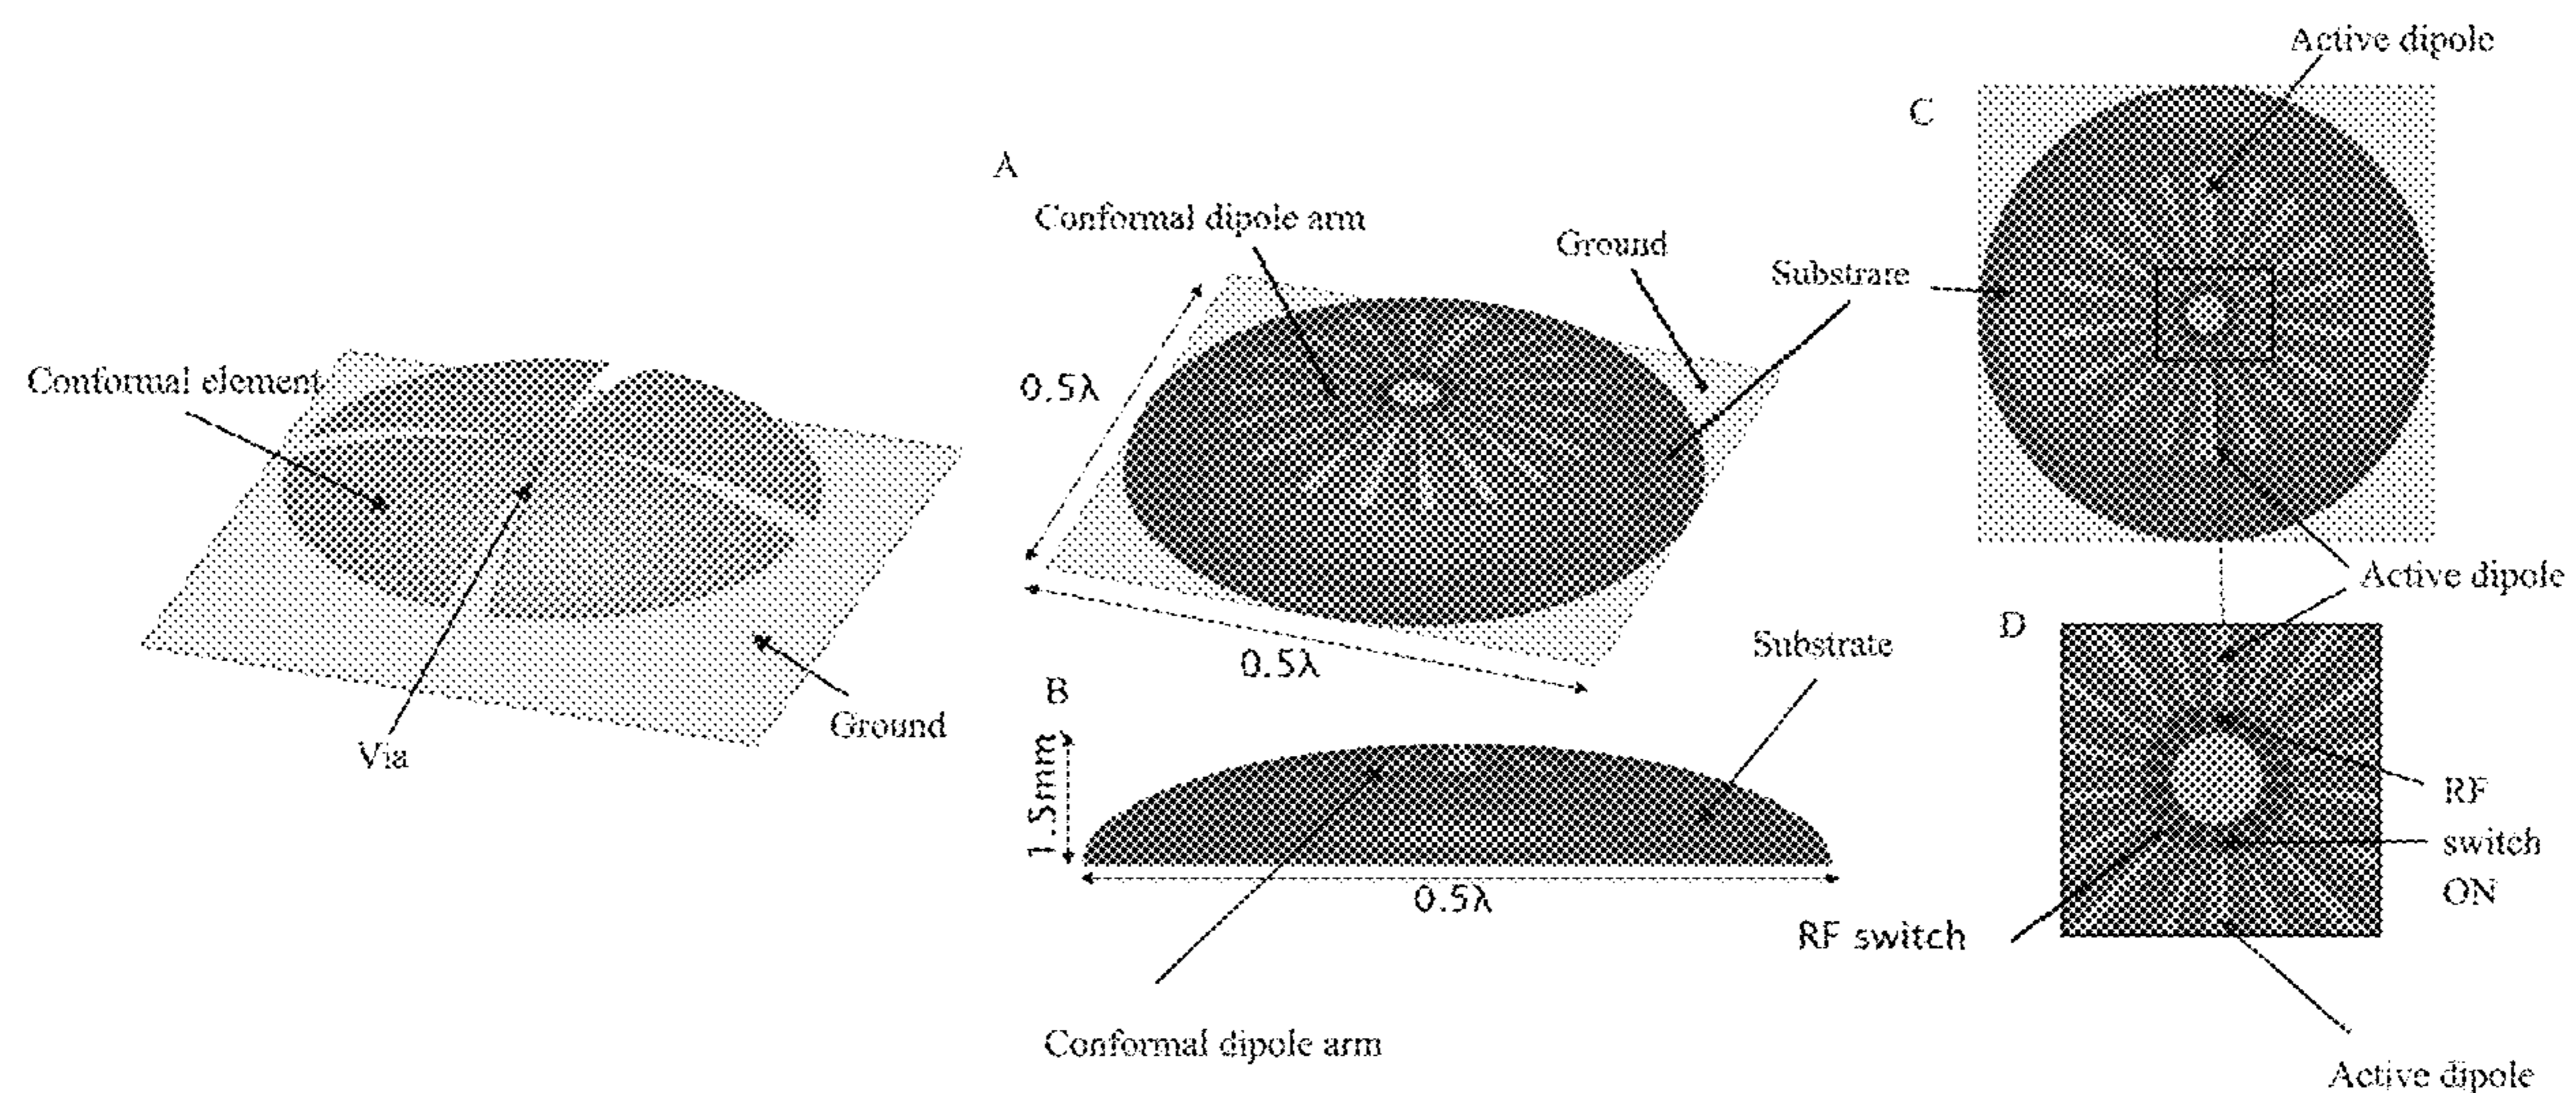 Conformal element
Via
Ground
A
Conformal dipole arm
Ground
Substrate
0.5λ
0.5λ
B
1.5mm
Substrate
0.5λ
Conformal dipole arm
C
Active dipole
Active dipole
D
RF
switch
ON
RF switch
Active dipole